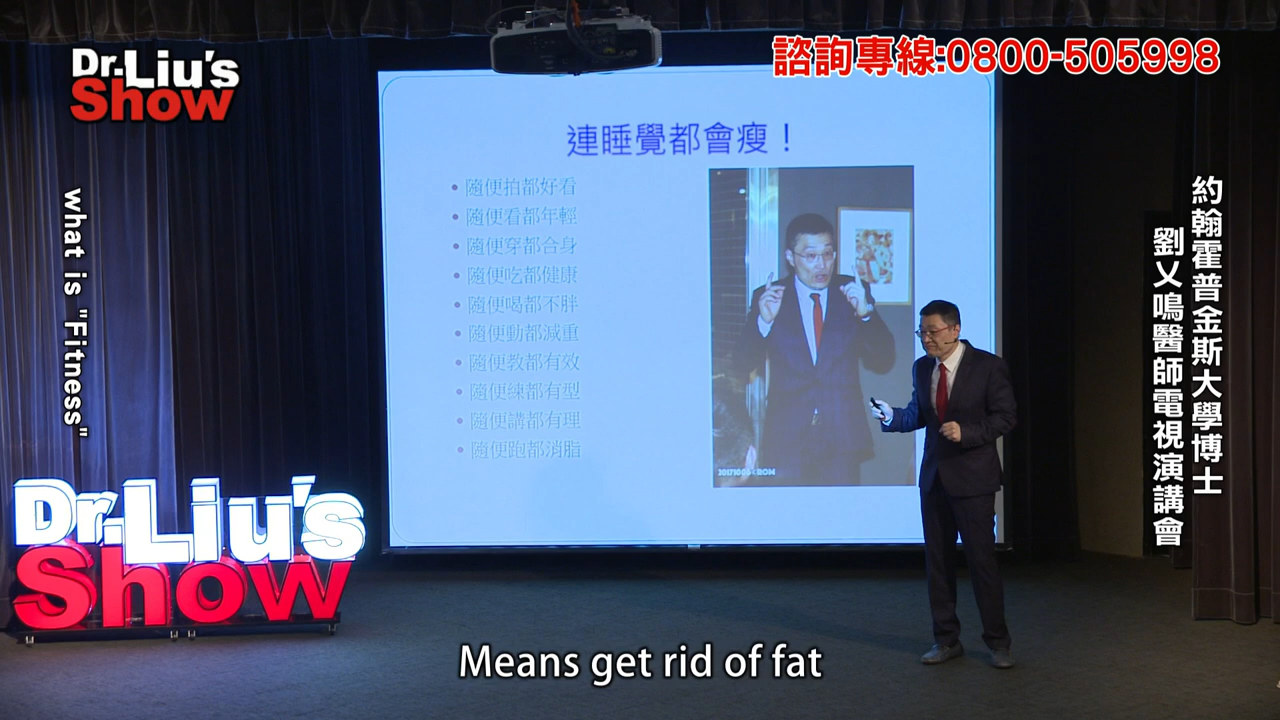 Dr.Liu's
Show
諮詢專線:0800-505998
what is "Fitness"
約翰霍普金斯大學博士
劉乂鳴醫師電視演講會
連睡覺都會瘦！
• 隨便拍都好看
• 隨便看都年輕
• 隨便穿都合身
• 隨便吃都健康
• 隨便喝都不胖
• 隨便動都減重
• 隨便教都有效
• 隨便練都有型
• 隨便講都有理
• 隨便跑都消脂
Dr.Liu's
Show
Means get rid of fat